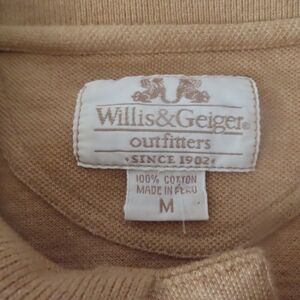 Willis&Geiger®
outfitters
•SINCE 1902•
100% COTTON
MADE IN PERU
M